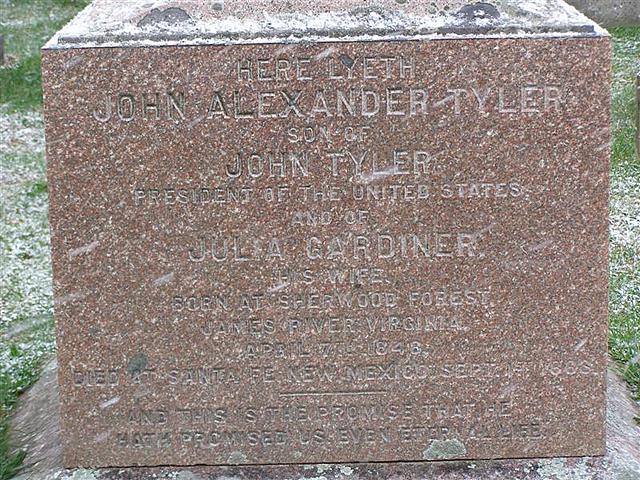 HERE LYETH
JOHN ALEXANDER TYLER
SON OF
JOHN TYLER.
PRESIDENT OF THE UNITED STATES.
AND OF
JULIA GARDINER.
HIS WIFE.
BORN AT SHERWOOD FOREST,
JAMES RIVER VIRGINIA.
APRIL 7TH 1848.
DIED AT SANTA FE NEW MEXICO SEPT. 1ST 1883.
AND THIS IS THE PROMISE THAT HE
HATH PROMISED US, EVEN ETERNAL LIFE.